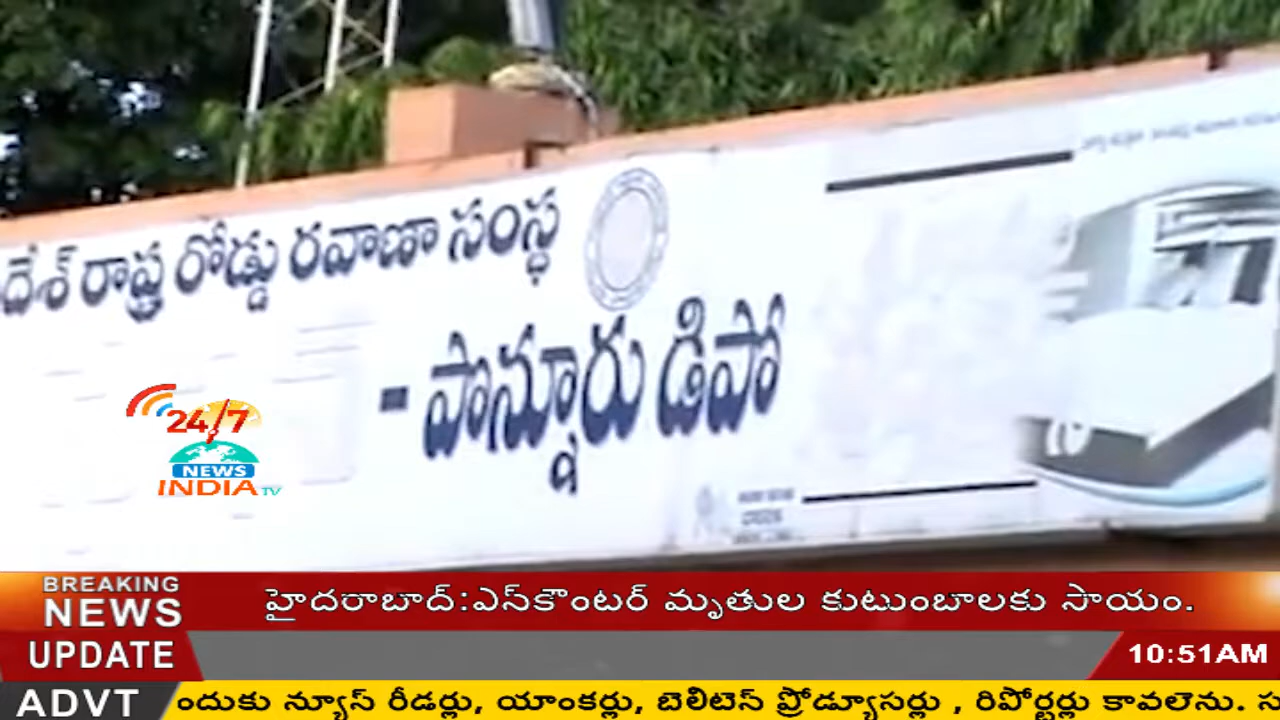 దేశ్ రాష్ట్ర రోడ్డు రవాణా సంస్థ
- పొన్నూరు డిపో
24/7
NEWS
INDIA TV
BREAKING
NEWS
హైదరాబాద్:ఎన్‌కౌంటర్ మృతుల కుటుంబాలకు సాయం.
UPDATE
10:51AM
ADVT
ందుకు న్యూస్ రీడర్లు, యాంకర్లు, బెలిటెన్ ప్రోడ్యూసర్లు , రిపోర్టర్లు కావలెను. స